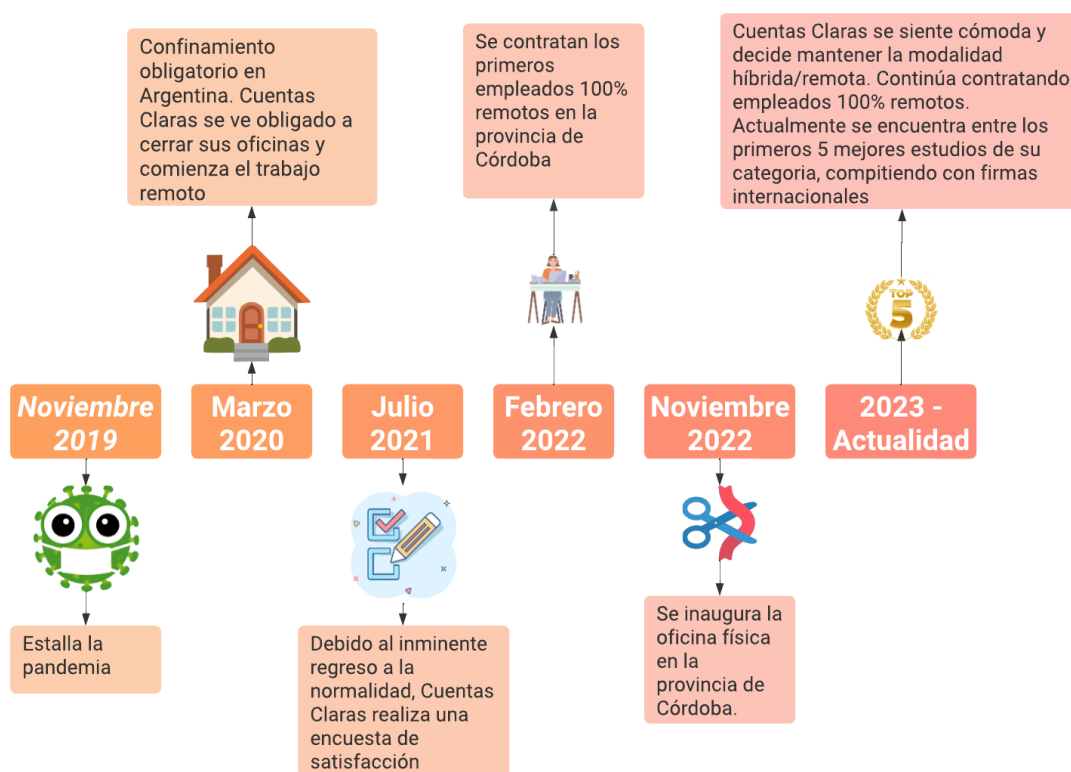 Confinamiento
obligatorio en
Argentina. Cuentas
Claras se ve obligado a
cerrar sus oficinas y
comienza el trabajo
remoto
Se contratan los
primeros
empleados 100%
remotos en la
provincia de
Córdoba
Cuentas Claras se siente cómoda y
decide mantener la modalidad
híbrida/remota. Continúa contratando
empleados 100% remotos.
Actualmente se encuentra entre los
primeros 5 mejores estudios de su
categoria, compitiendo con firmas
internacionales
TOP
5
Noviembre
2019
Marzo
2020
Julio
2021
Febrero
2022
Noviembre
2022
2023 -
Actualidad
Estalla la
pandemia
Debido al inminente
regreso a la
normalidad, Cuentas
Claras realiza una
encuesta de
satisfacción
Se inaugura la
oficina física
en la
provincia de
Córdoba.